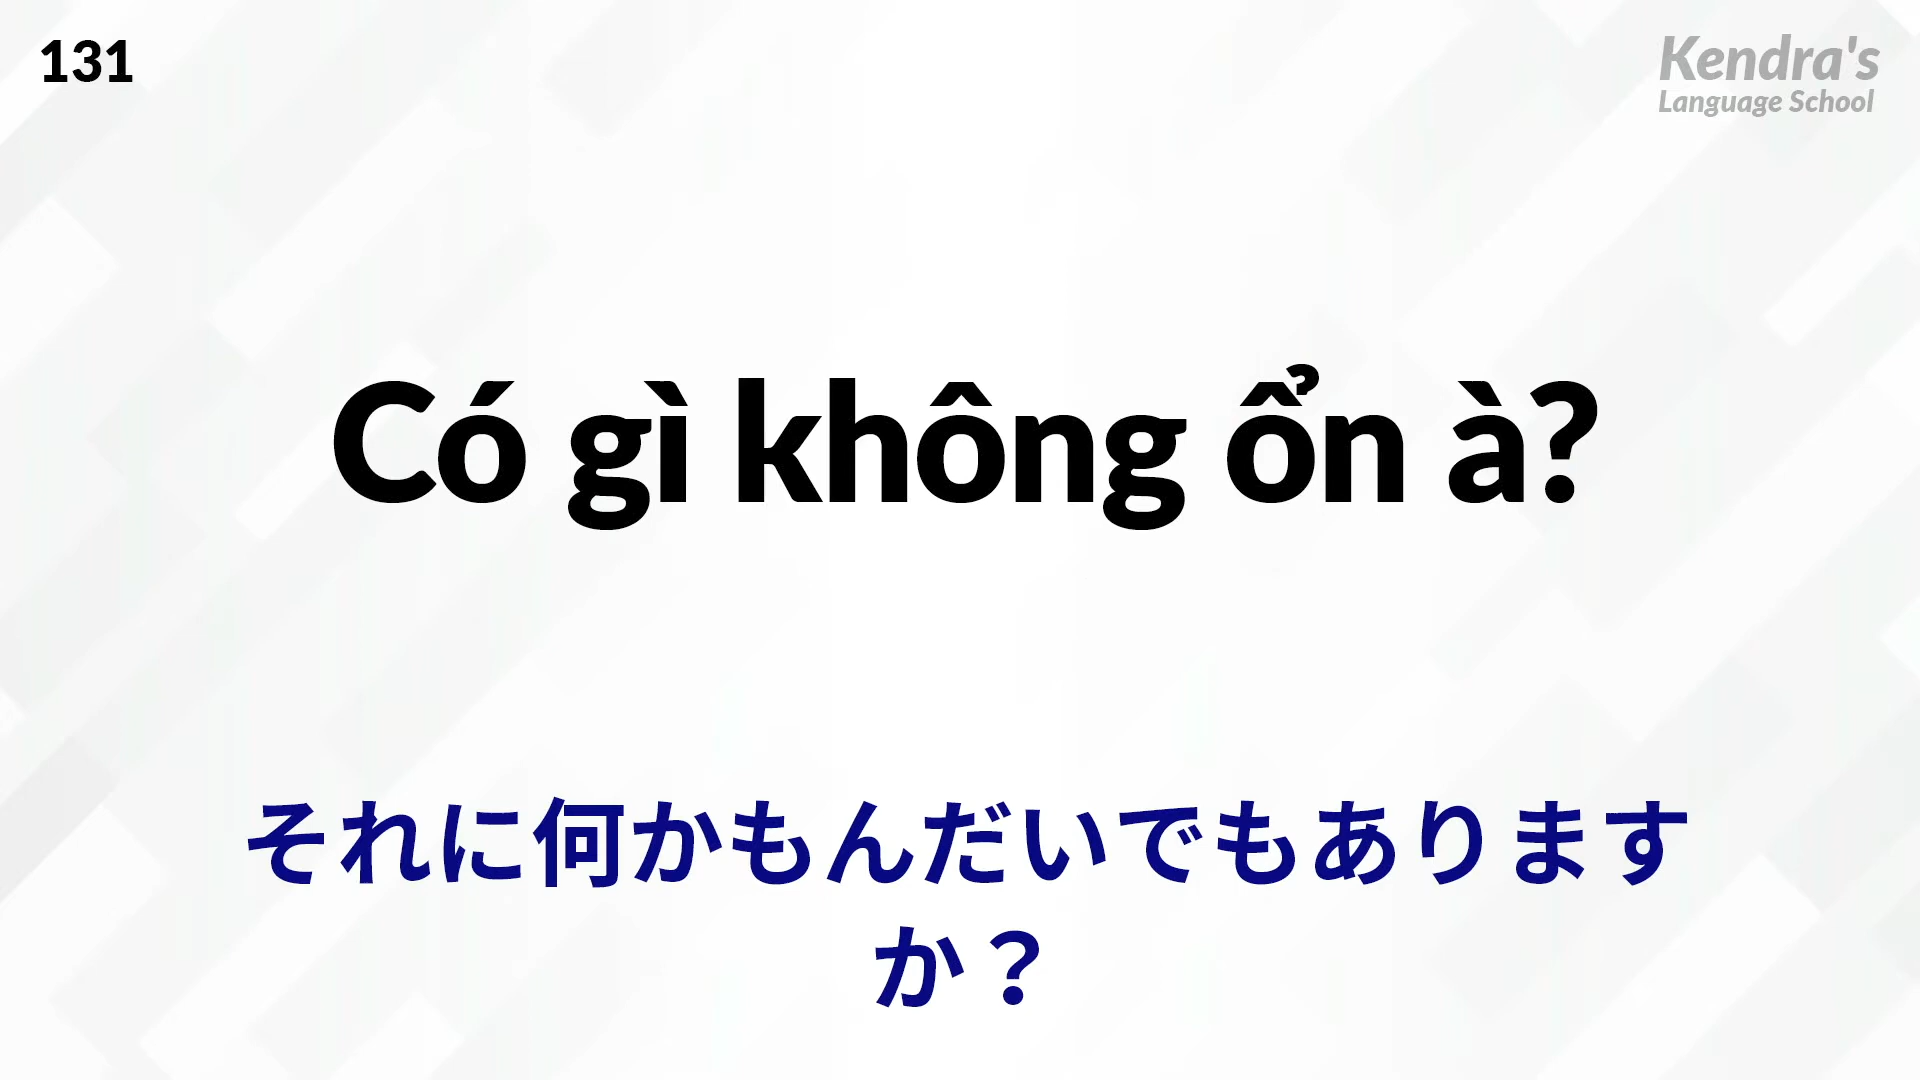 131
Kendra's
Language School
Có gì không ổn à?
それに何かもんだいでもあります
か？